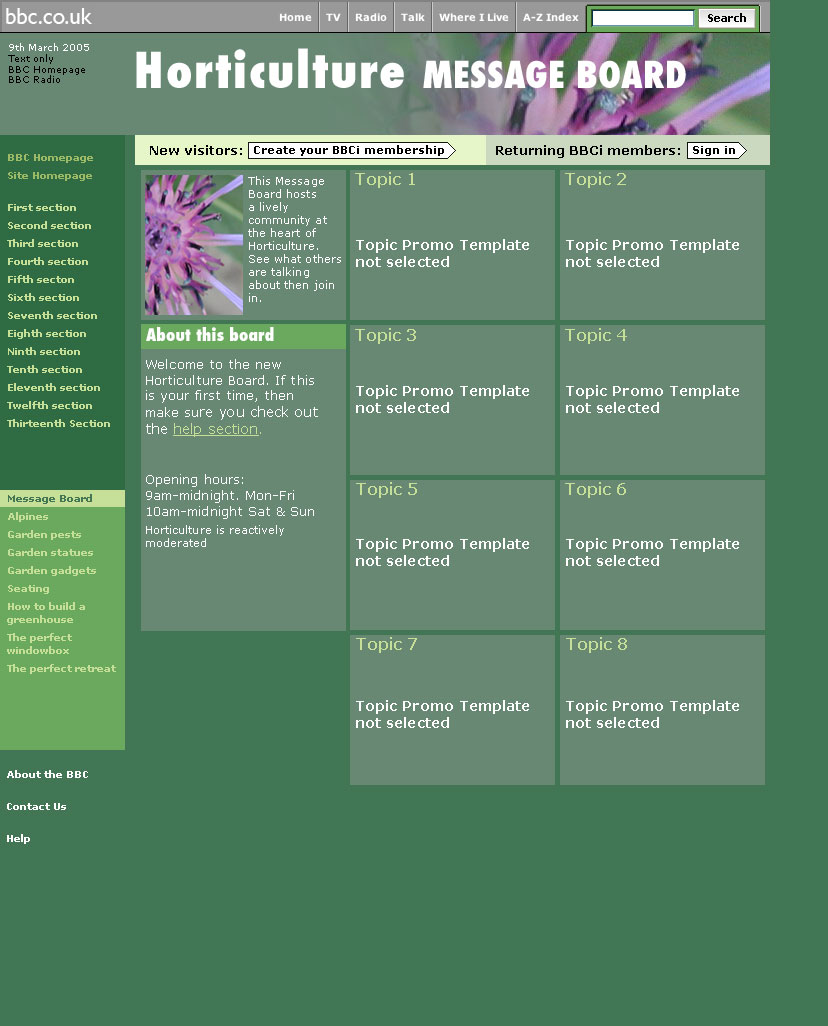 bbc.co.uk
Home TV Radio Talk Where I Live A-Z Index Search
9th March 2005
Text only
BBC Homepage
BBC Radio
Horticulture MESSAGE BOARD
New visitors: Create your BBCi membership Returning BBCi members: Sign in
BBC Homepage
Site Homepage
First section
Second section
Third section
Fourth section
Fifth secton
Sixth section
Seventh section
Eighth section
Ninth section
Tenth section
Eleventh section
Twelfth section
Thirteenth Section
Message Board
Alpines
Garden pests
Garden statues
Garden gadgets
Seating
How to build a
greenhouse
The perfect
windowbox
The perfect retreat
About the BBC
Contact Us
Help
This Message
Board hosts
a lively
community at
the heart of
Horticulture.
See what others
are talking
about then join
in.
About this board
Welcome to the new
Horticulture Board. If this
is your first time, then
make sure you check out
the help section.
Opening hours:
9am-midnight. Mon-Fri
10am-midnight Sat & Sun
Horticulture is reactively
moderated
Topic 1
Topic Promo Template
not selected
Topic 2
Topic Promo Template
not selected
Topic 3
Topic Promo Template
not selected
Topic 4
Topic Promo Template
not selected
Topic 5
Topic Promo Template
not selected
Topic 6
Topic Promo Template
not selected
Topic 7
Topic Promo Template
not selected
Topic 8
Topic Promo Template
not selected